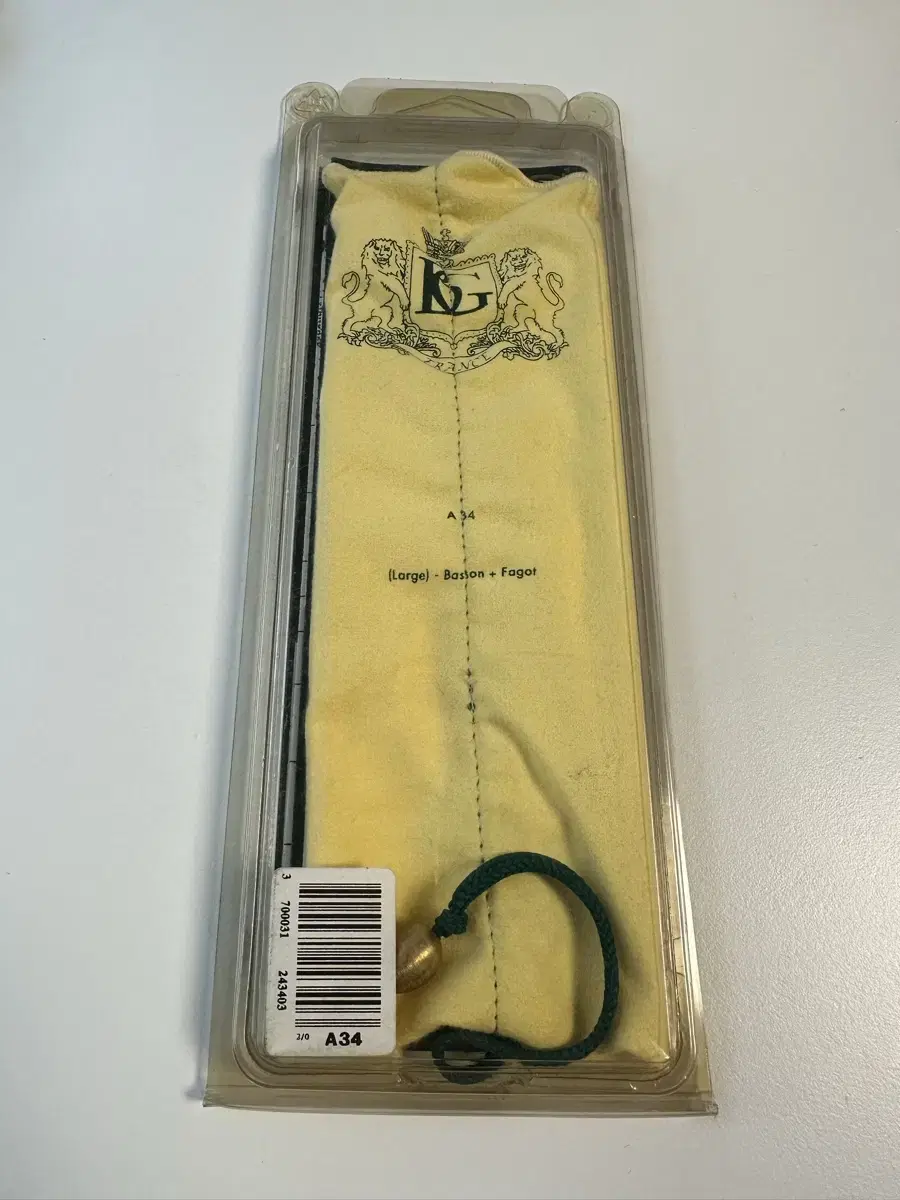 BG
FRANCE
A 34
(Large) - Basson + Fagot
3 700031 243403
2/0 A34